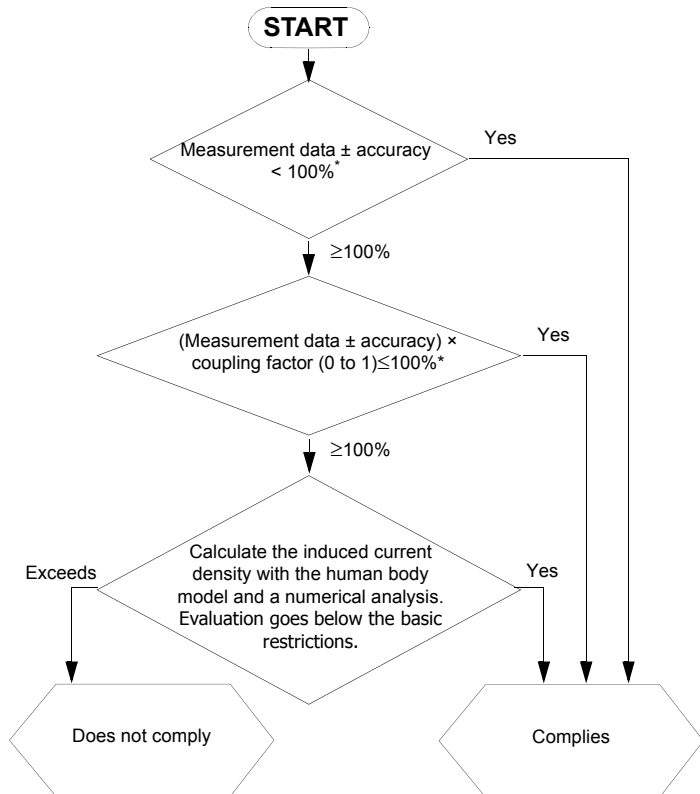 START
Measurement data ± accuracy
< 100%*
Yes
≥100%
(Measurement data ± accuracy) ×
coupling factor (0 to 1)≤100%*
Yes
≥100%
Calculate the induced current
density with the human body
model and a numerical analysis.
Evaluation goes below the basic
restrictions.
Exceeds
Yes
Does not comply
Complies